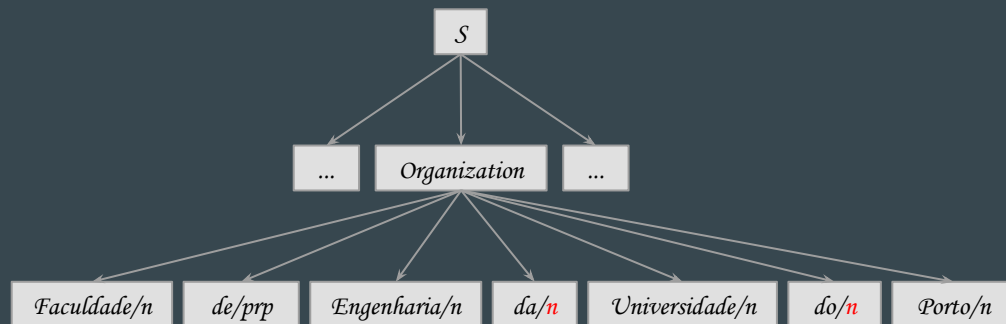 S
... Organization ...
Faculdade/n de/prp Engenharia/n da/n Universidade/n do/n Porto/n